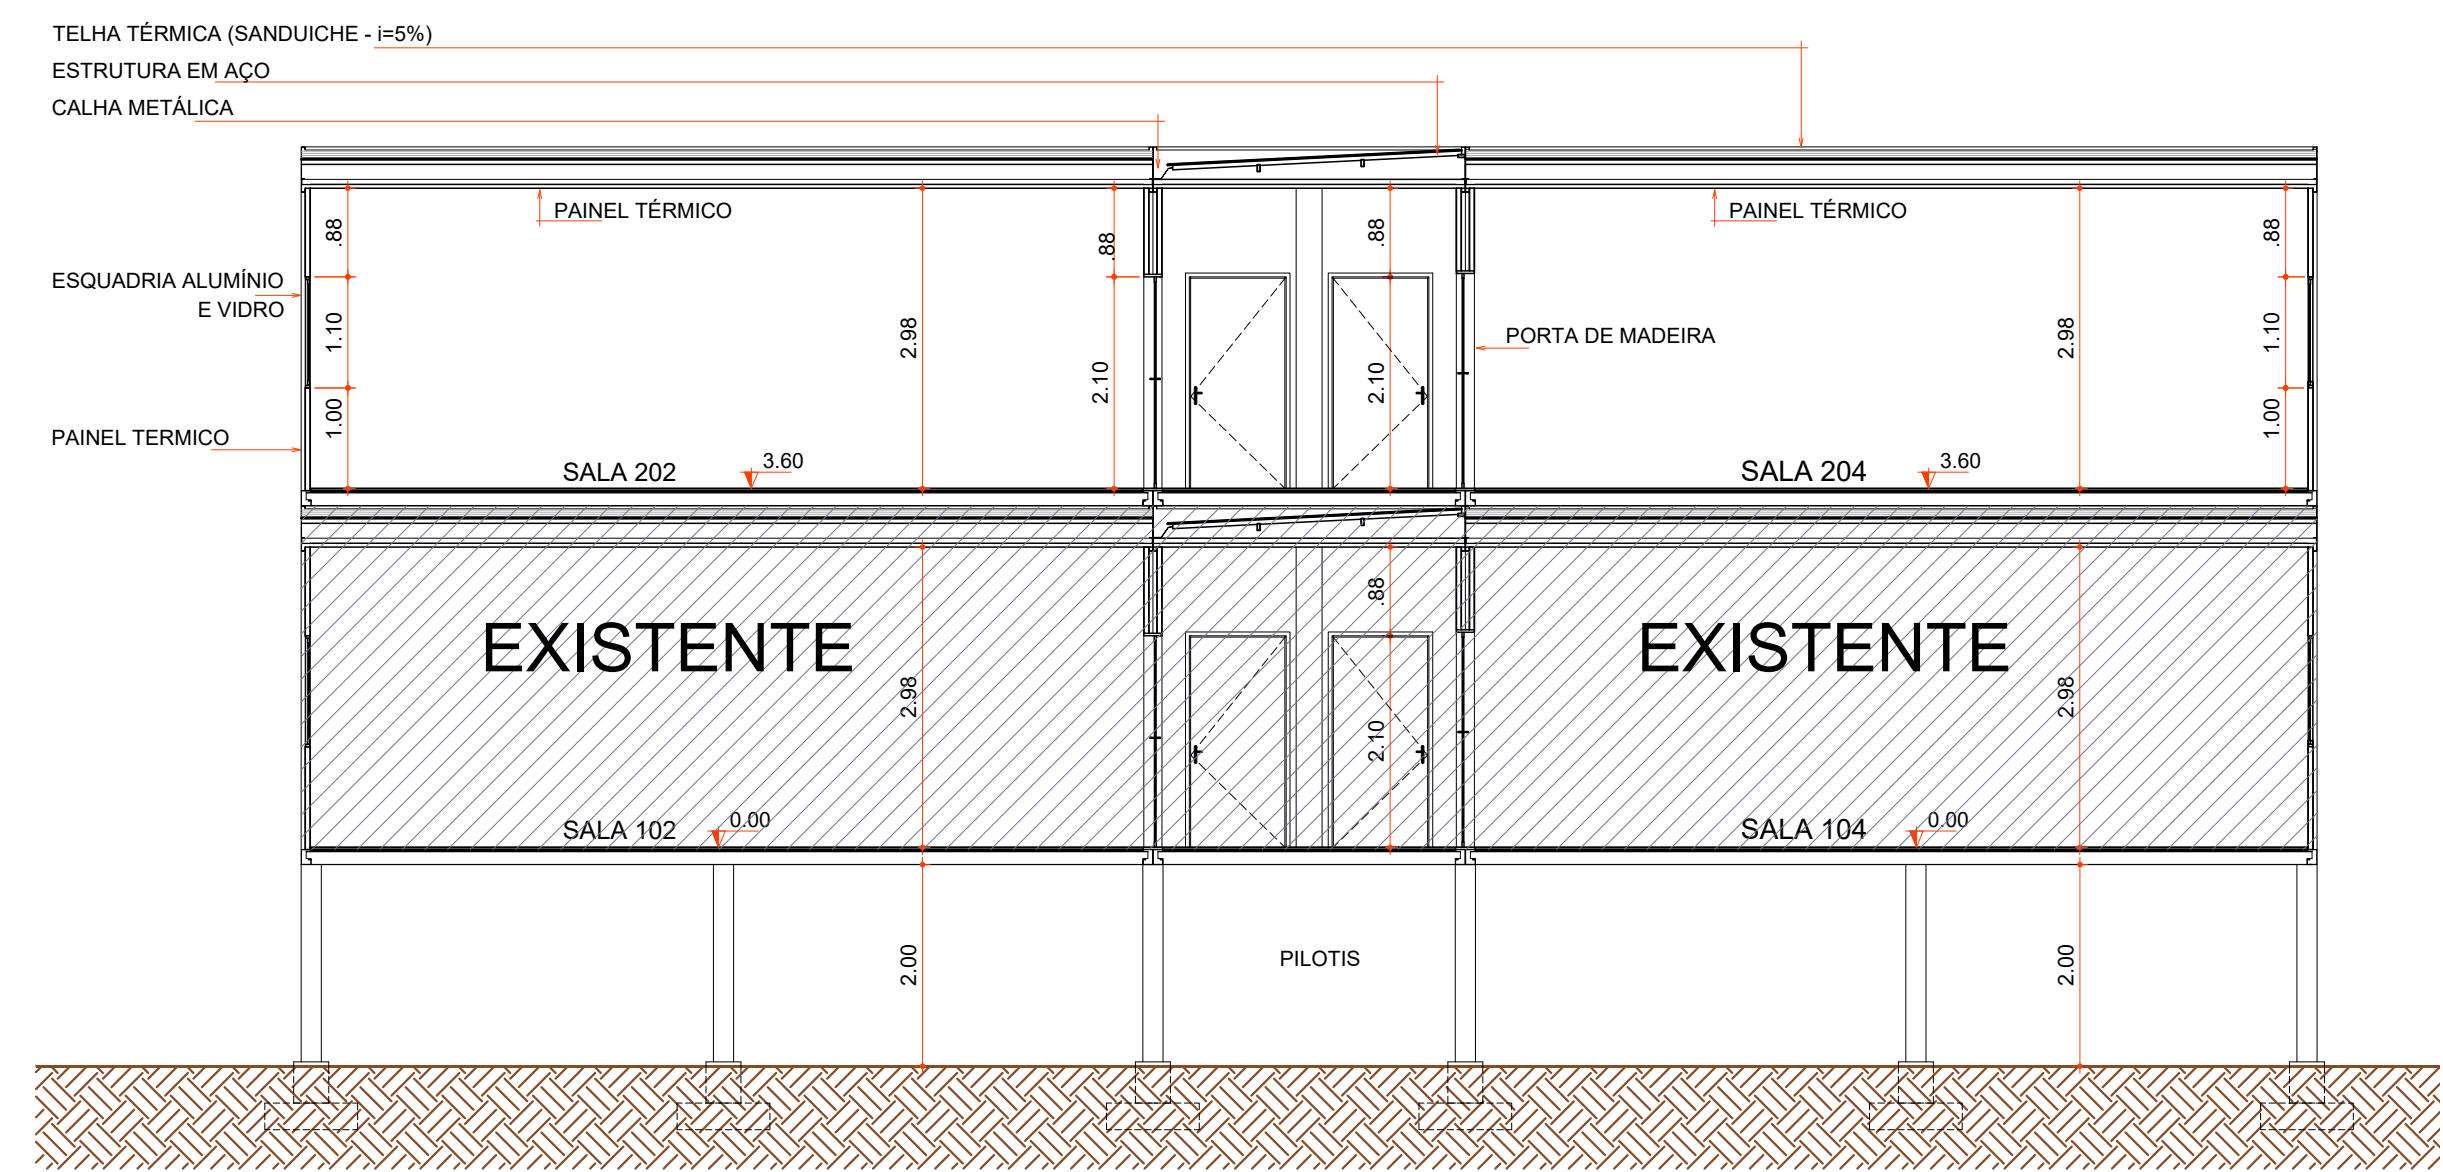 TELHA TÉRMICA (SANDUICHE - i=5%)
ESTRUTURA EM AÇO
CALHA METÁLICA
PAINEL TÉRMICO
PAINEL TÉRMICO
.88
.88
.88
.88
ESQUADRIA ALUMÍNIO
E VIDRO
1.10
2.98
2.10
2.10
PORTA DE MADEIRA
2.98
1.10
1.00
1.00
PAINEL TERMICO
SALA 202
3.60
SALA 204
3.60
.88
EXISTENTE
EXISTENTE
2.98
2.10
2.98
SALA 102
0.00
SALA 104
0.00
2.00
PILOTIS
2.00